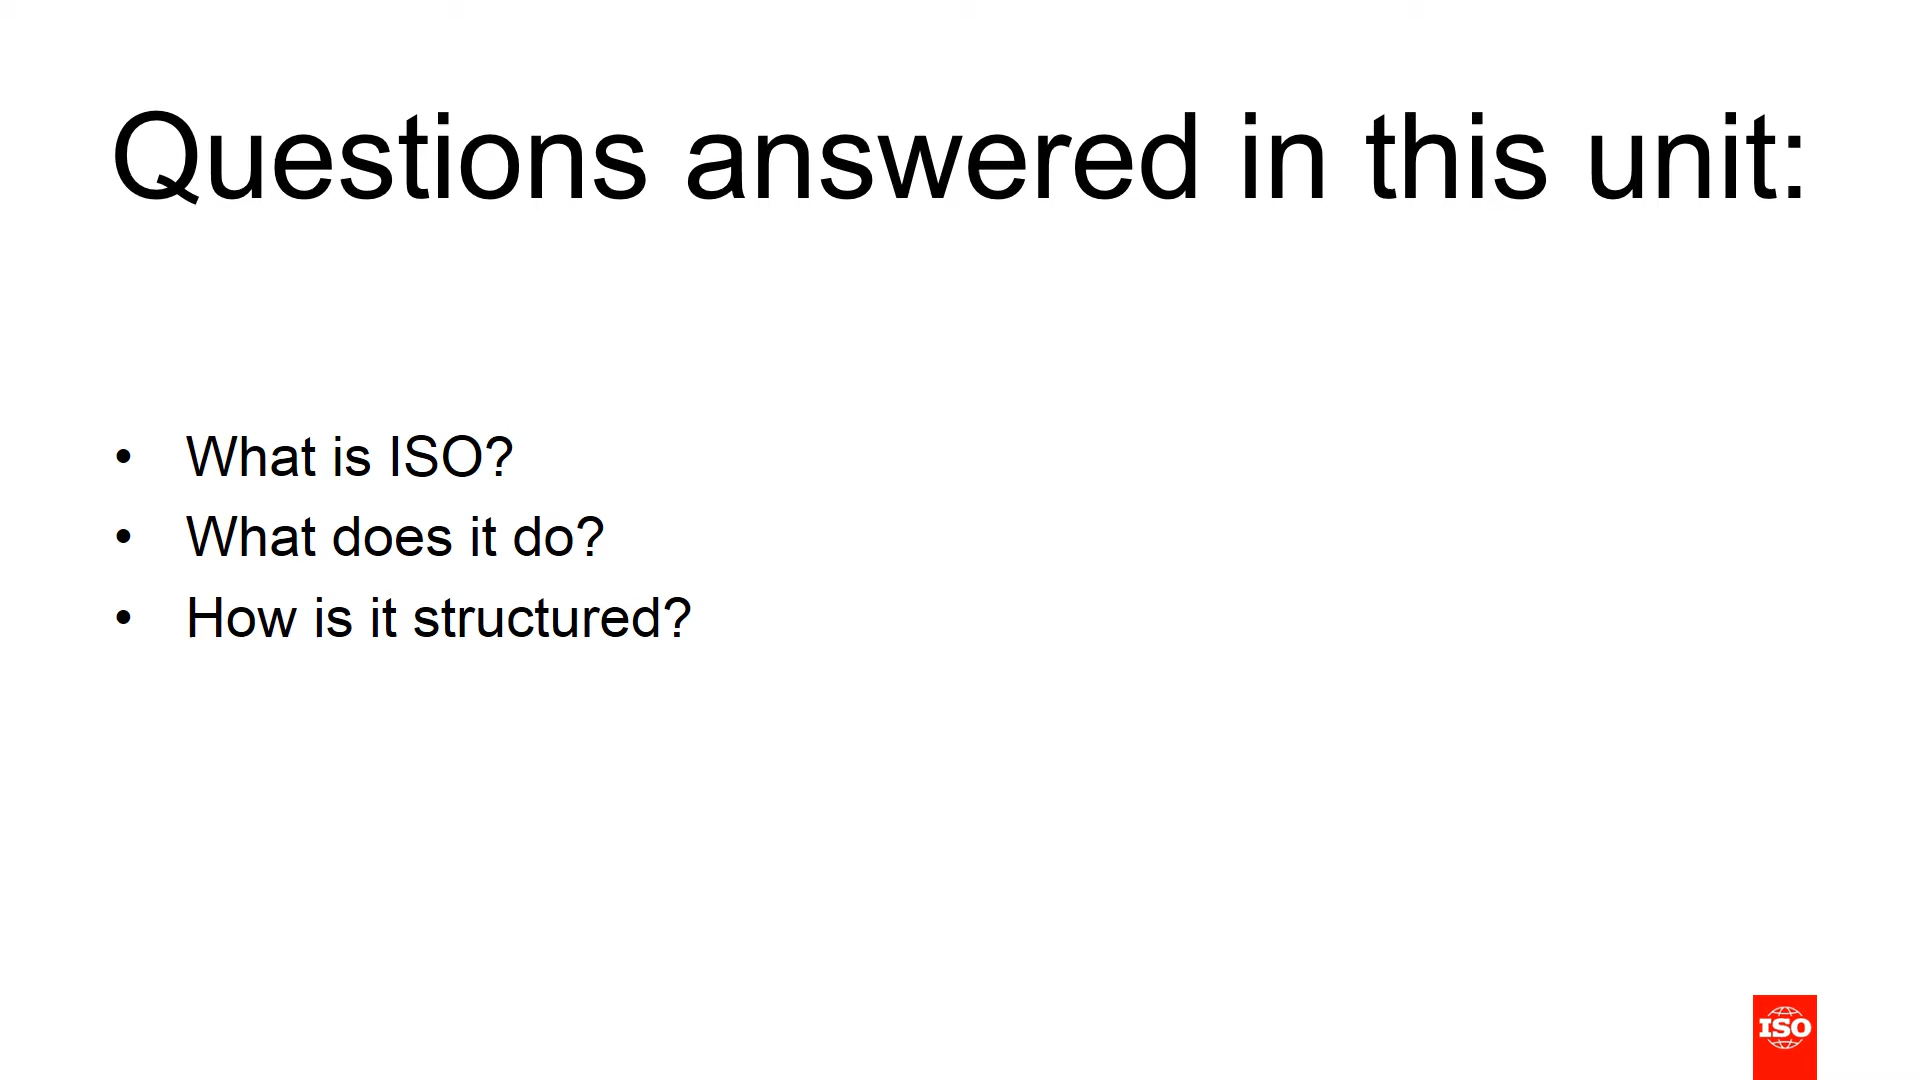 Questions answered in this unit:
• What is ISO?
• What does it do?
• How is it structured?
ISO